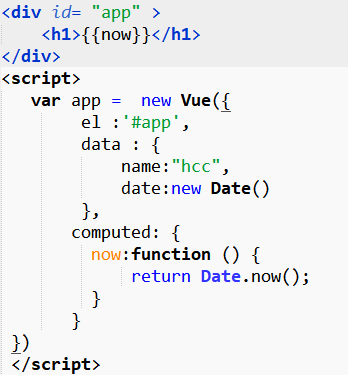 <div id= "app" >
    <h1>{{now}}</h1>
</div>
<script>
   var app =  new Vue({
        el :'#app',
        data : {
            name:"hcc",
            date:new Date()
        },
       computed: {
         now:function () {
             return Date.now();
         }
       }
 })
 </script>